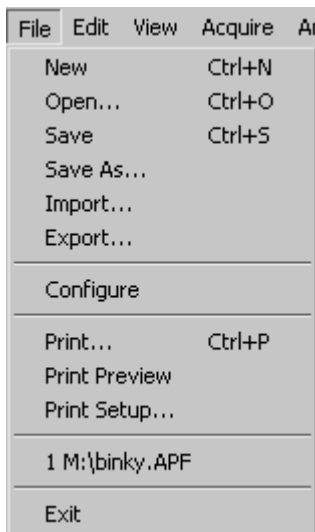 File Edit View Acquire
New Ctrl+N
Open... Ctrl+O
Save Ctrl+S
Save As...
Import...
Export...
Configure
Print... Ctrl+P
Print Preview
Print Setup...
1 M:\binky.APF
Exit